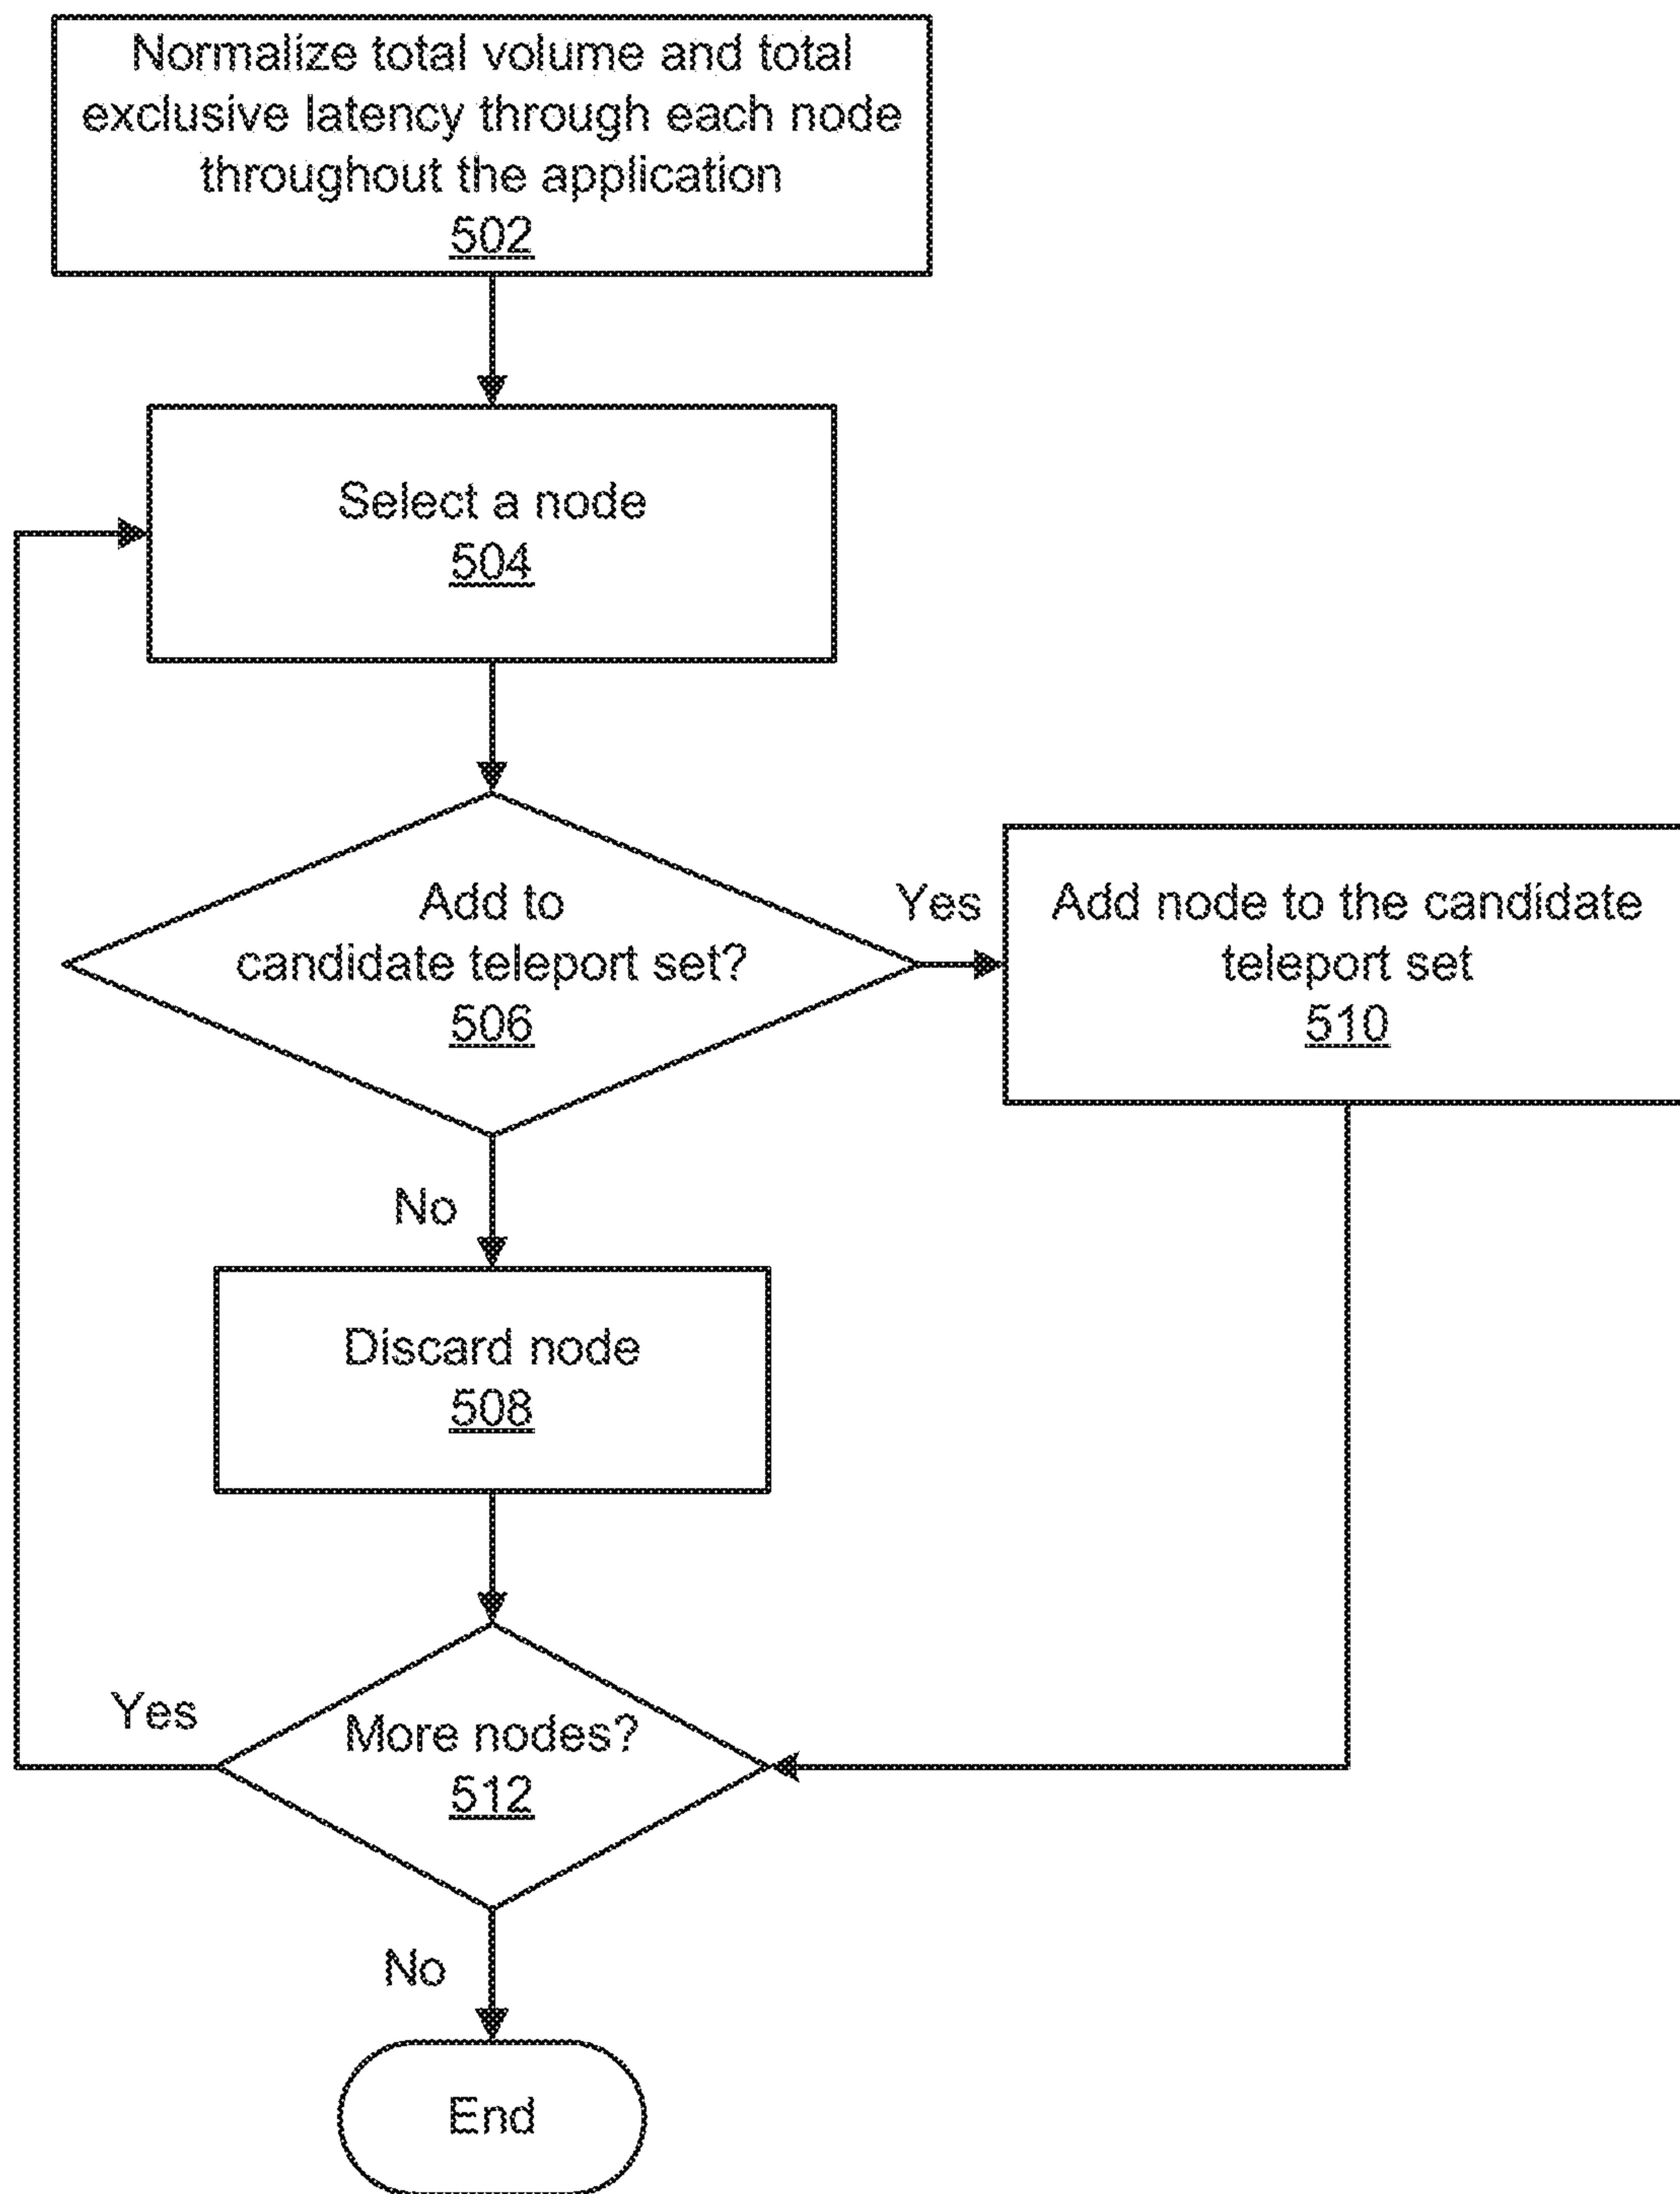 Normalize total volume and total
exclusive latency through each node
throughout the application
502
Select a node
504
Add to
candidate teleport set?
506
Yes
Add node to the candidate
teleport set
510
No
Discard node
508
Yes
More nodes?
512
No
End